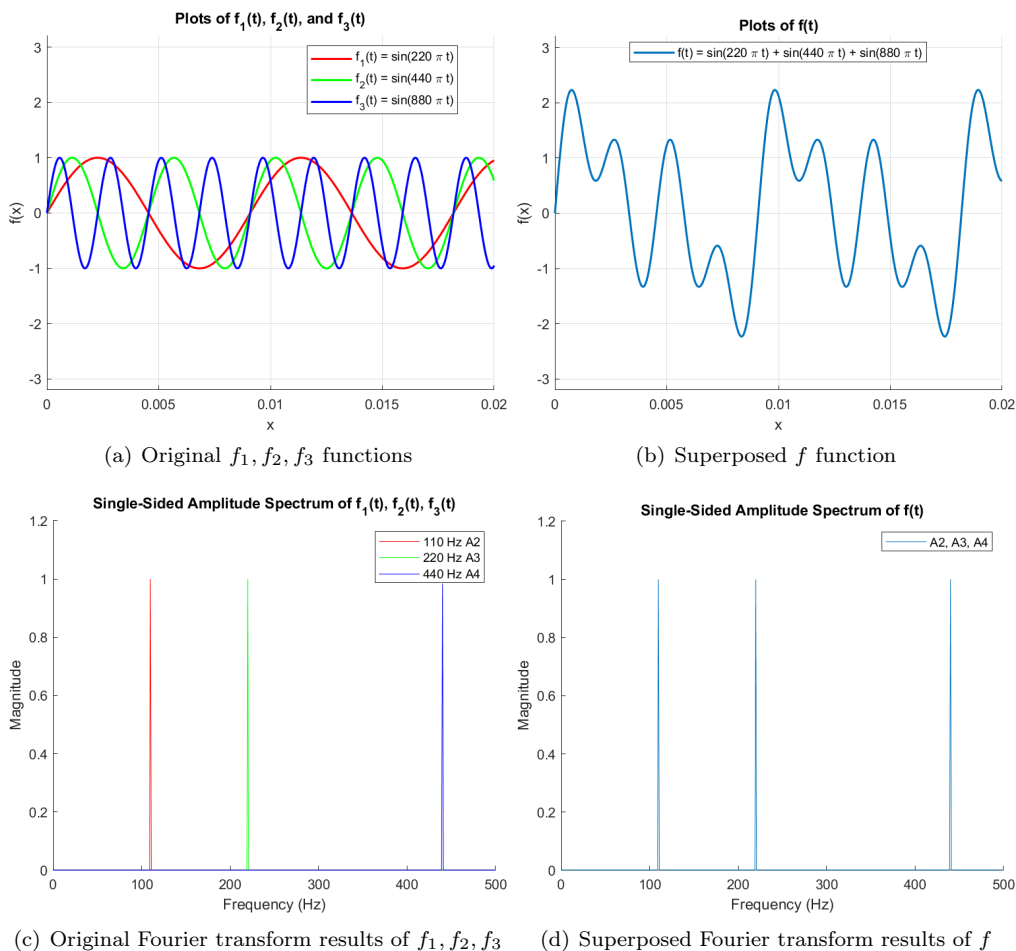 Plots of f1(t), f2(t), and f3(t)
f1(t) = sin(220 π t)
f2(t) = sin(440 π t)
f3(t) = sin(880 π t)
f(x)
3
2
1
0
-1
-2
-3
0 0.005 0.01 0.015 0.02
x
(a) Original f1, f2, f3 functions
Plots of f(t)
f(t) = sin(220 π t) + sin(440 π t) + sin(880 π t)
f(x)
3
2
1
0
-1
-2
-3
0 0.005 0.01 0.015 0.02
x
(b) Superposed f function
Single-Sided Amplitude Spectrum of f1(t), f2(t), f3(t)
110 Hz A2
220 Hz A3
440 Hz A4
Magnitude
1.2
1
0.8
0.6
0.4
0.2
0
0 100 200 300 400 500
Frequency (Hz)
(c) Original Fourier transform results of f1, f2, f3
Single-Sided Amplitude Spectrum of f(t)
A2, A3, A4
Magnitude
1.2
1
0.8
0.6
0.4
0.2
0
0 100 200 300 400 500
Frequency (Hz)
(d) Superposed Fourier transform results of f